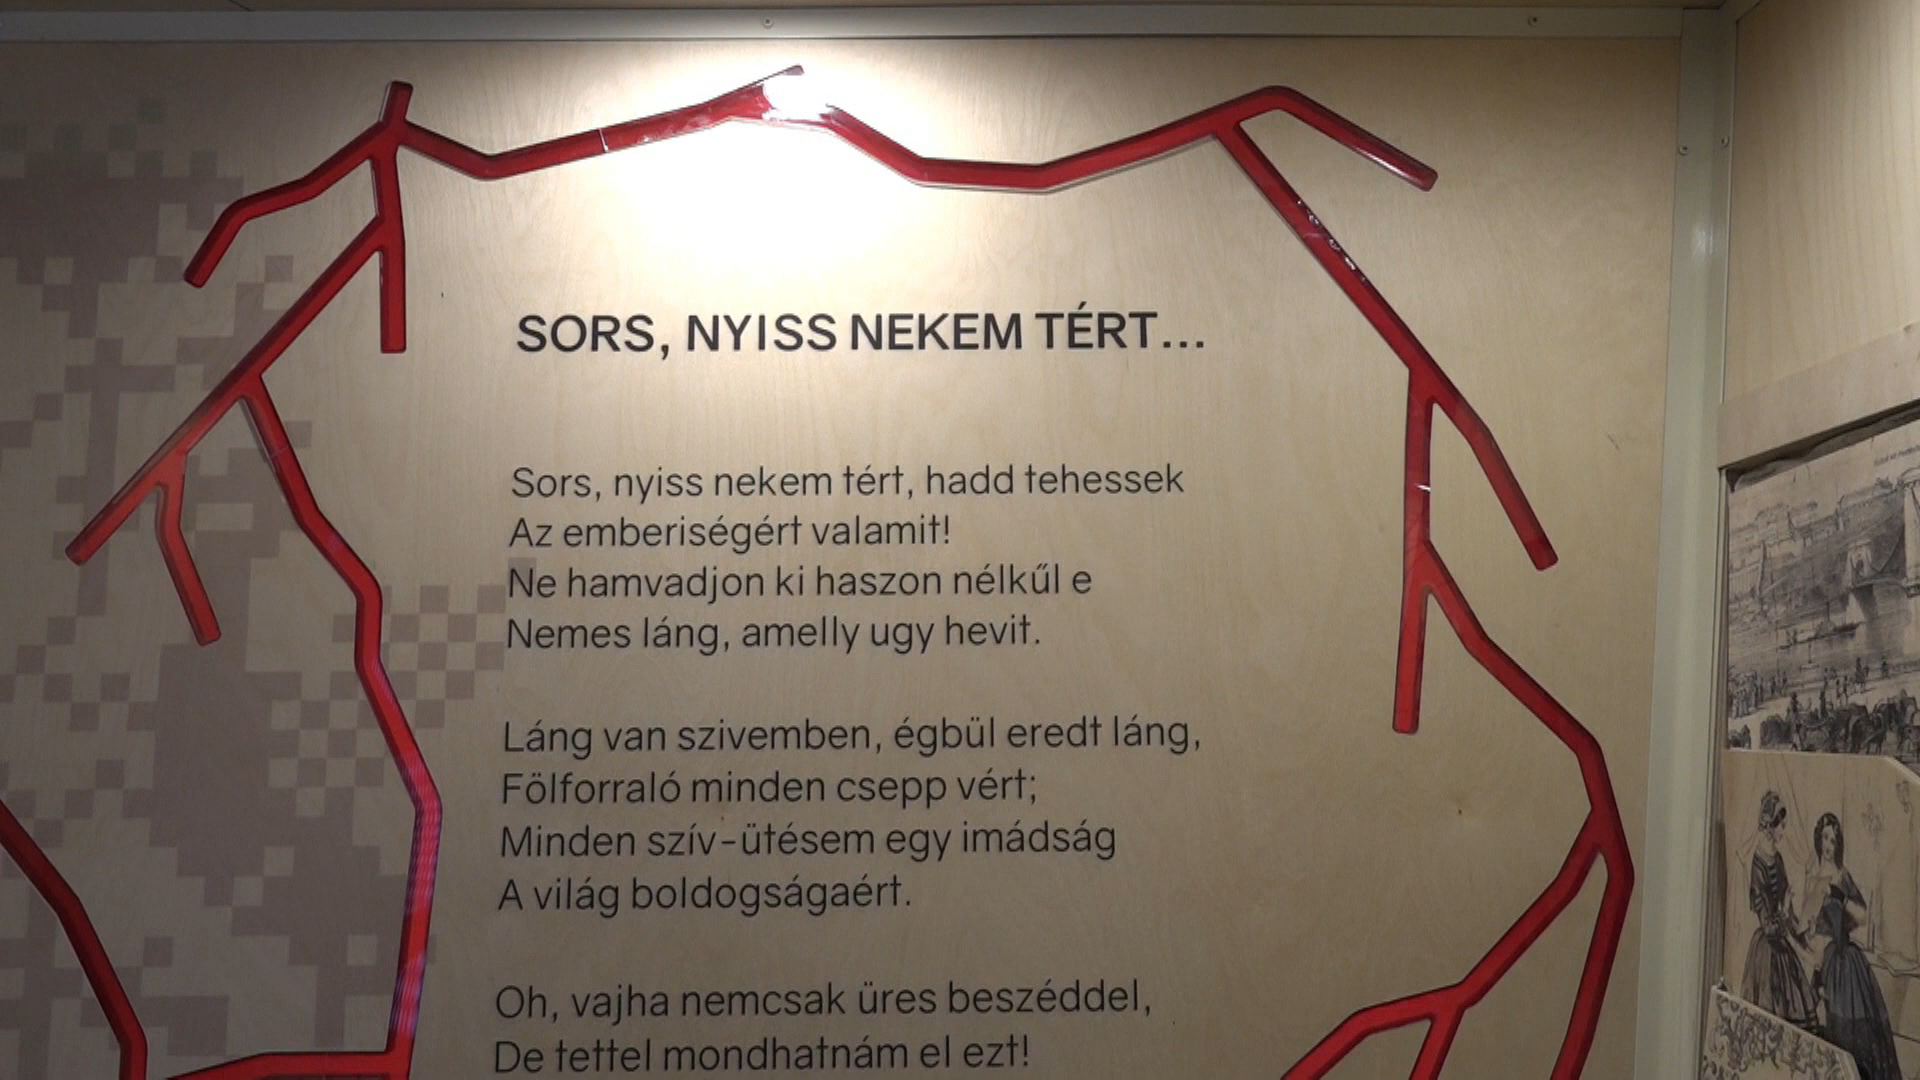 SORS, NYISS NEKEM TÉRT...
Sors, nyiss nekem tért, hadd tehessek
Az emberiségért valamit!
Ne hamvadjon ki haszon nélkűl e
Nemes láng, amelly ugy hevit.
Láng van szivemben, égbül eredt láng,
Fölforraló minden csepp vért;
Minden szív-ütésem egy imádság
A világ boldogságaért.
Oh, vajha nemcsak üres beszéddel,
De tettel mondhatnám el ezt!